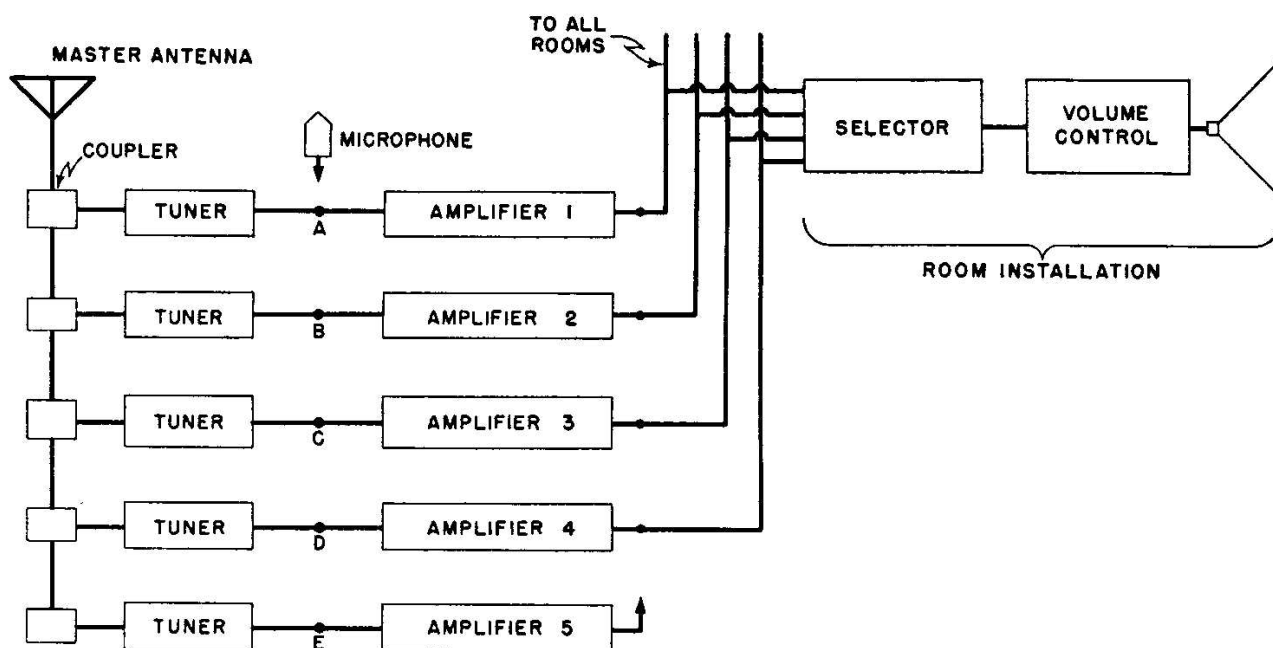 TO ALL
ROOMS
MASTER ANTENNA
COUPLER
MICROPHONE
SELECTOR
VOLUME
CONTROL
TUNER
A
AMPLIFIER 1
ROOM INSTALLATION
TUNER
B
AMPLIFIER 2
TUNER
C
AMPLIFIER 3
TUNER
D
AMPLIFIER 4
TUNER
E
AMPLIFIER 5